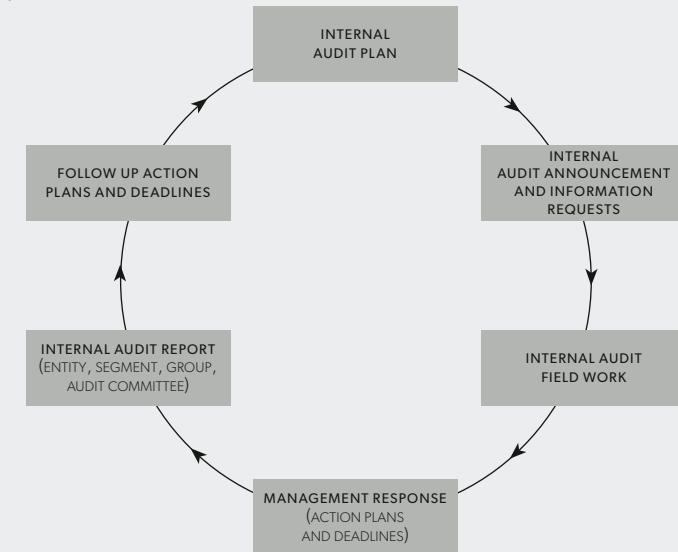 INTERNAL
AUDIT PLAN
INTERNAL
AUDIT ANNOUNCEMENT
AND INFORMATION
REQUESTS
INTERNAL AUDIT
FIELD WORK
MANAGEMENT RESPONSE
(ACTION PLANS
AND DEADLINES)
INTERNAL AUDIT REPORT
(ENTITY, SEGMENT, GROUP,
AUDIT COMMITTEE)
FOLLOW UP ACTION
PLANS AND DEADLINES